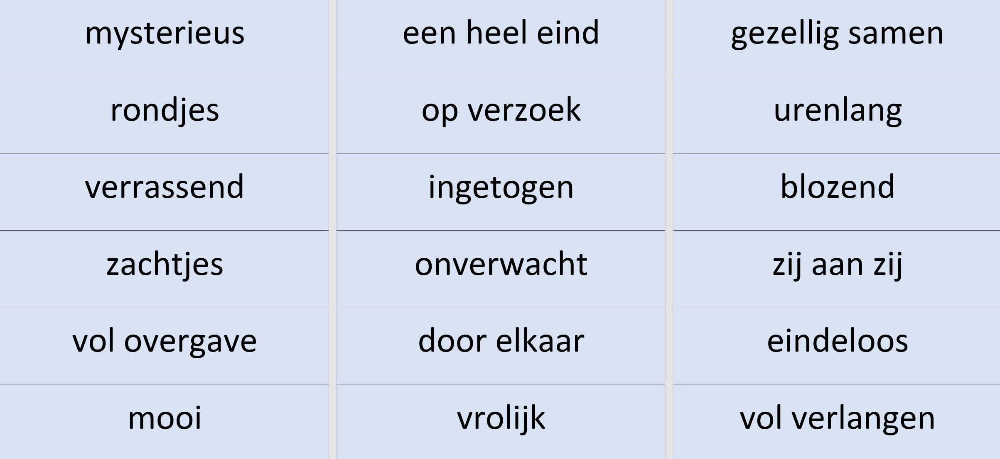 mysterieus
een heel eind
gezellig samen
rondjes
op verzoek
urenlang
verrassend
ingetogen
blozend
zachtjes
onverwacht
zij aan zij
vol overgave
door elkaar
eindeloos
mooi
vrolijk
vol verlangen